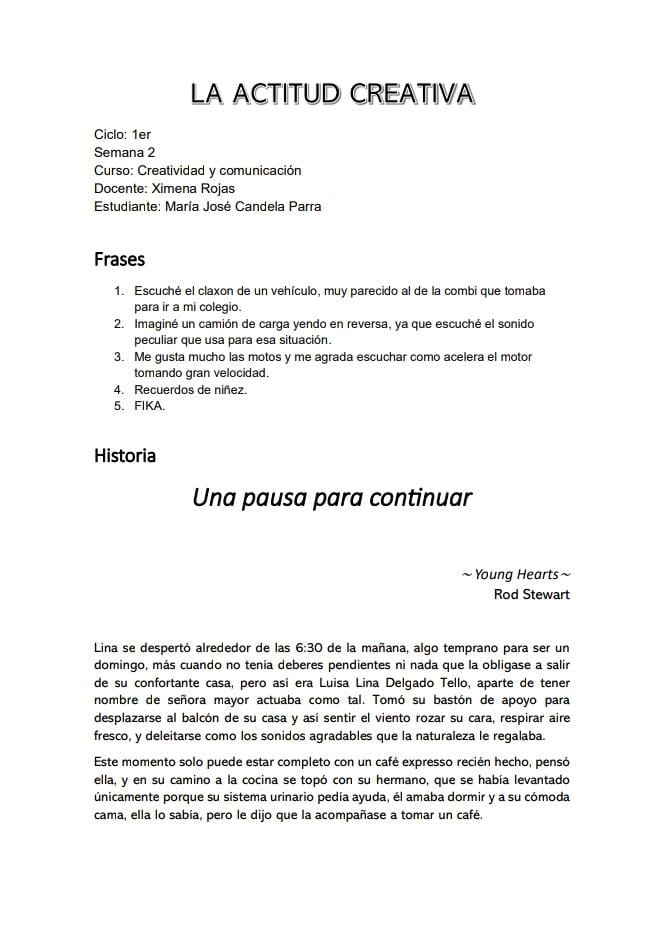 LA ACTITUD CREATIVA
Ciclo: 1er
Semana 2
Curso: Creatividad y comunicación
Docente: Ximena Rojas
Estudiante: María José Candela Parra
Frases
1. Escuché el claxon de un vehículo, muy parecido al de la combi que tomaba
para ir a mi colegio.
2. Imaginé un camión de carga yendo en reversa, ya que escuché el sonido
peculiar que usa para esa situación.
3. Me gusta mucho las motos y me agrada escuchar como acelera el motor
tomando gran velocidad.
4. Recuerdos de niñez.
5. FIKA.
Historia
Una pausa para continuar
~Young Hearts~
Rod Stewart
Lina se despertó alrededor de las 6:30 de la mañana, algo temprano para ser un
domingo, más cuando no tenía deberes pendientes ni nada que la obligase a salir
de su confortante casa, pero así era Luisa Lina Delgado Tello, aparte de tener
nombre de señora mayor actuaba como tal. Tomó su bastón de apoyo para
desplazarse al balcón de su casa y así sentir el viento rozar su cara, respirar aire
fresco, y deleitarse como los sonidos agradables que la naturaleza le regalaba.
Este momento solo puede estar completo con un café expresso recién hecho, pensó
ella, y en su camino a la cocina se topó con su hermano, que se había levantado
únicamente porque su sistema urinario pedía ayuda, él amaba dormir y a su cómoda
cama, ella lo sabia, pero le dijo que la acompañase a tomar un café.